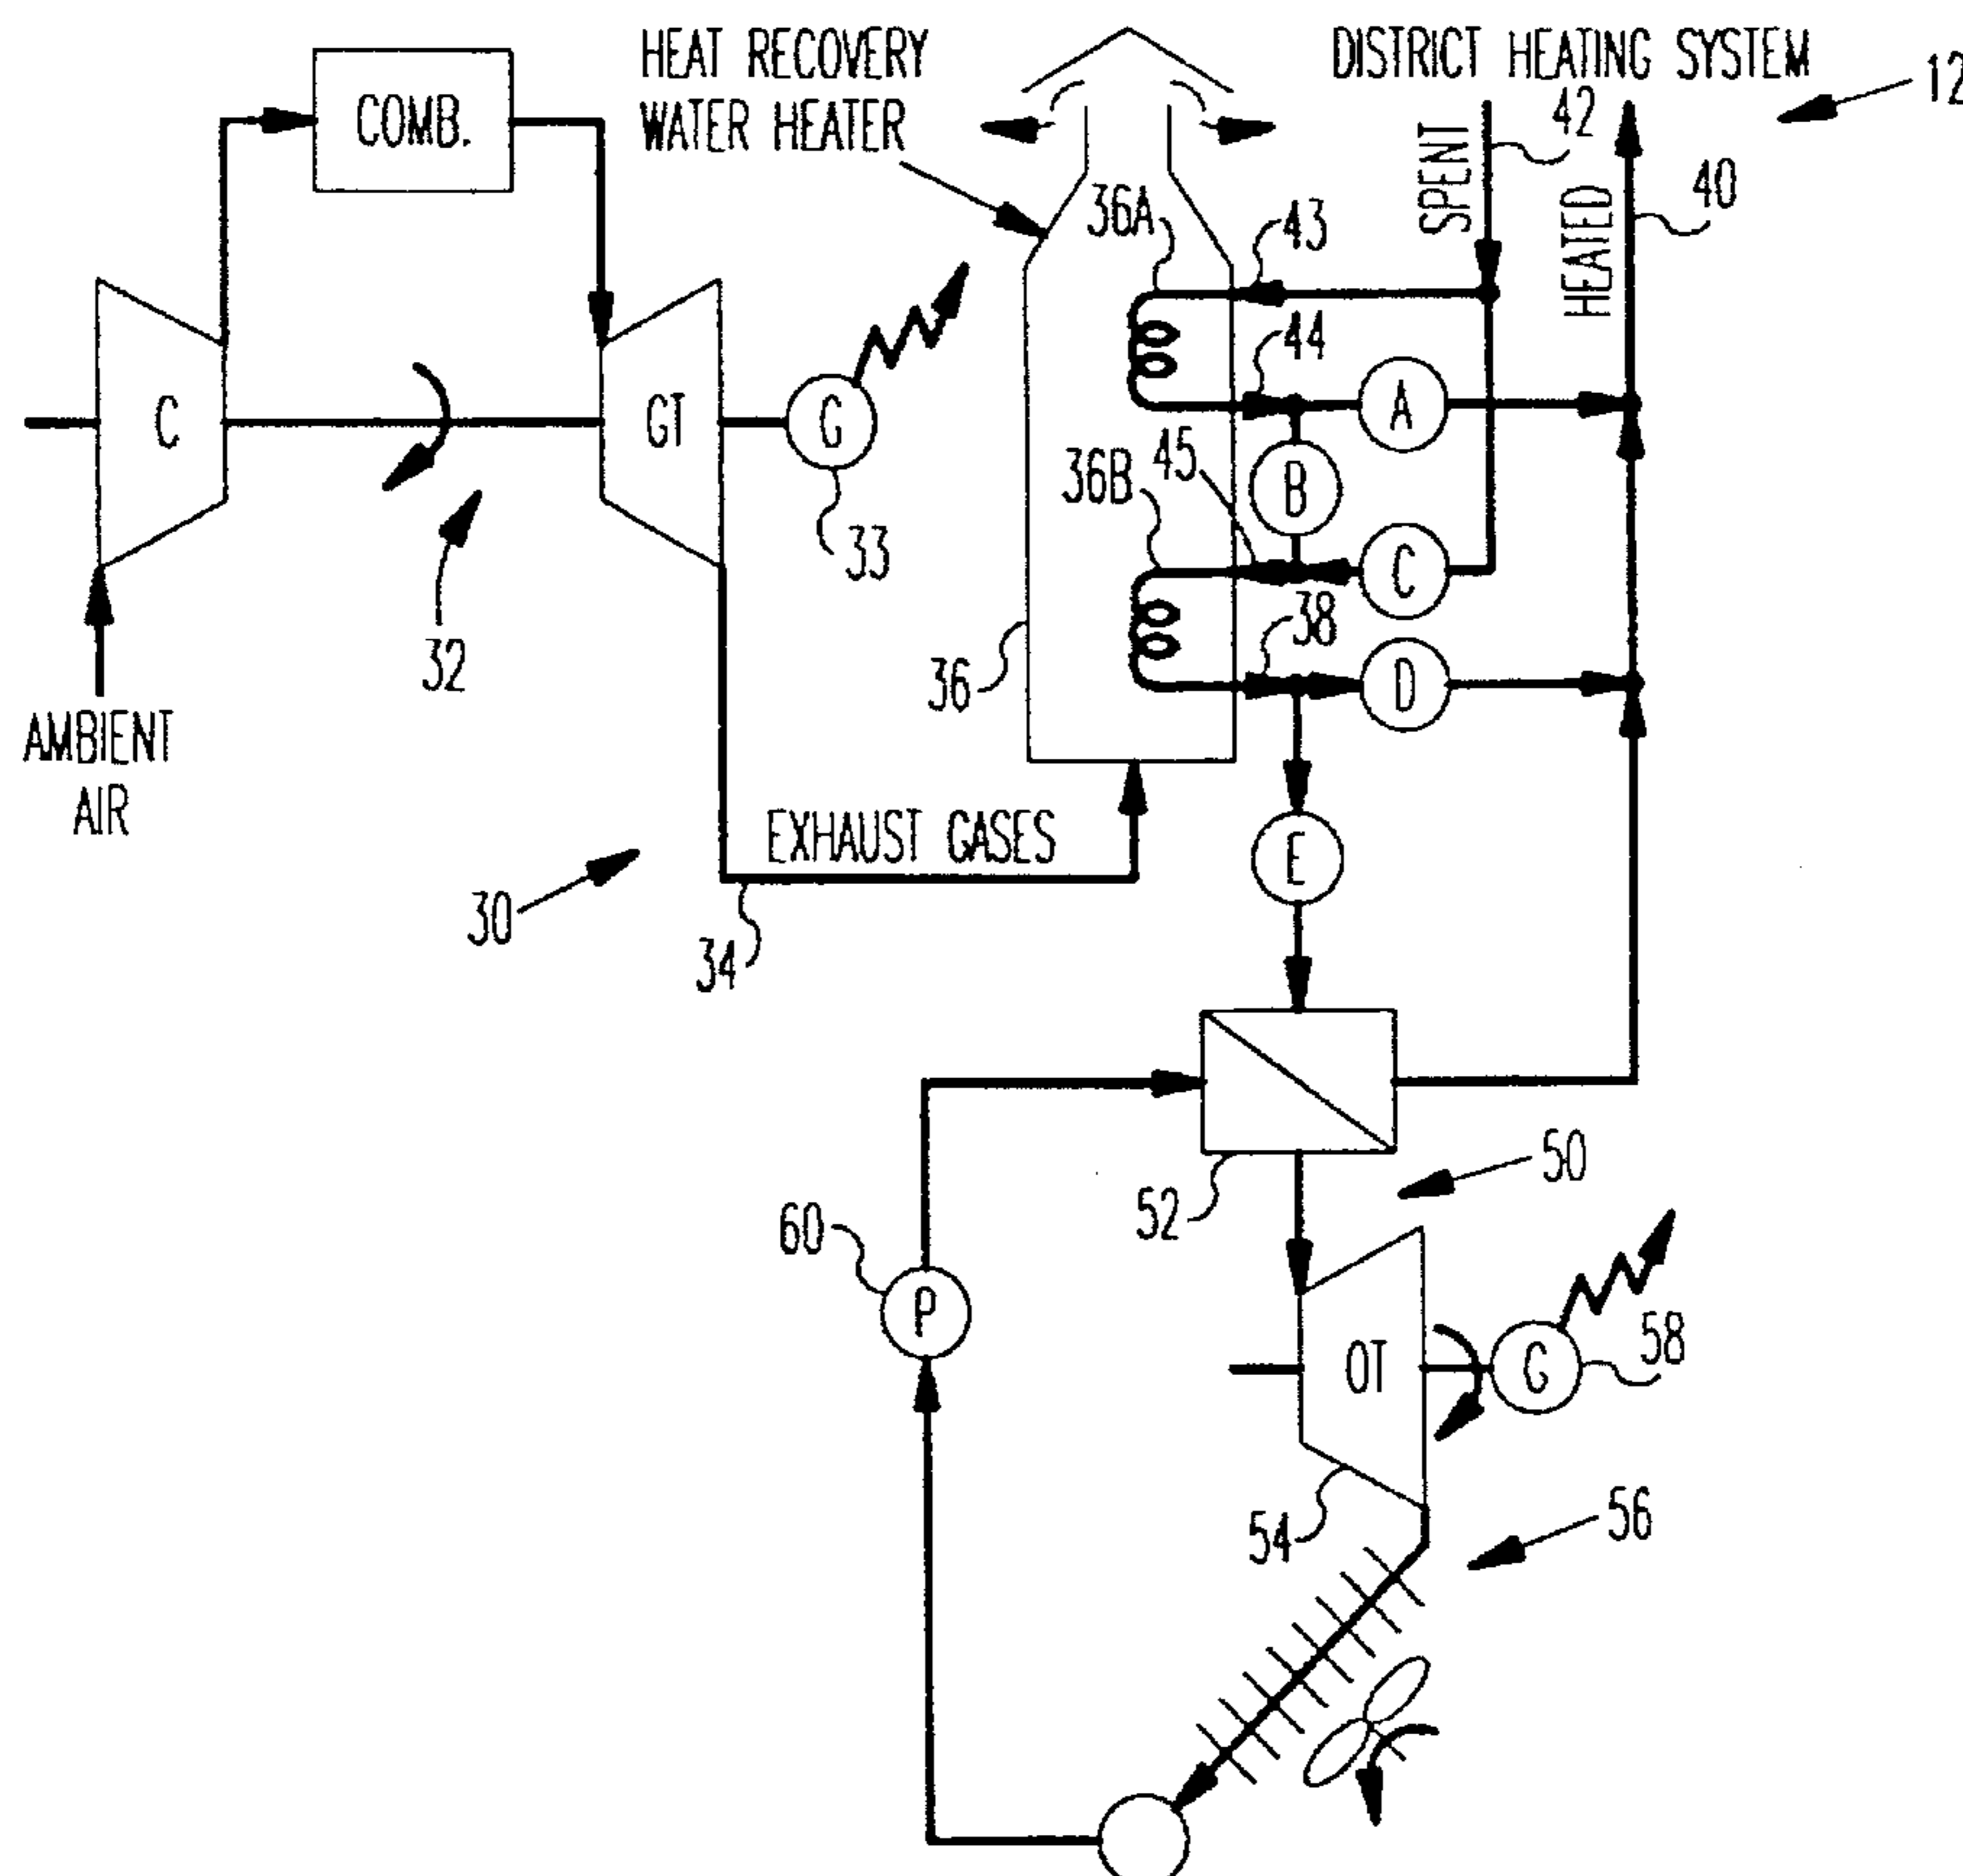 HEAT RECOVERY
WATER HEATER
DISTRICT HEATING SYSTEM
12
COMB.
42
SPENT
40
HEATED
36A
43
44
C
GT
G
A
36B
45
B
33
C
38
32
36
D
AMBIENT
AIR
EXHAUST GASES
E
30
34
50
52
60
P
58
OT
G
54
56